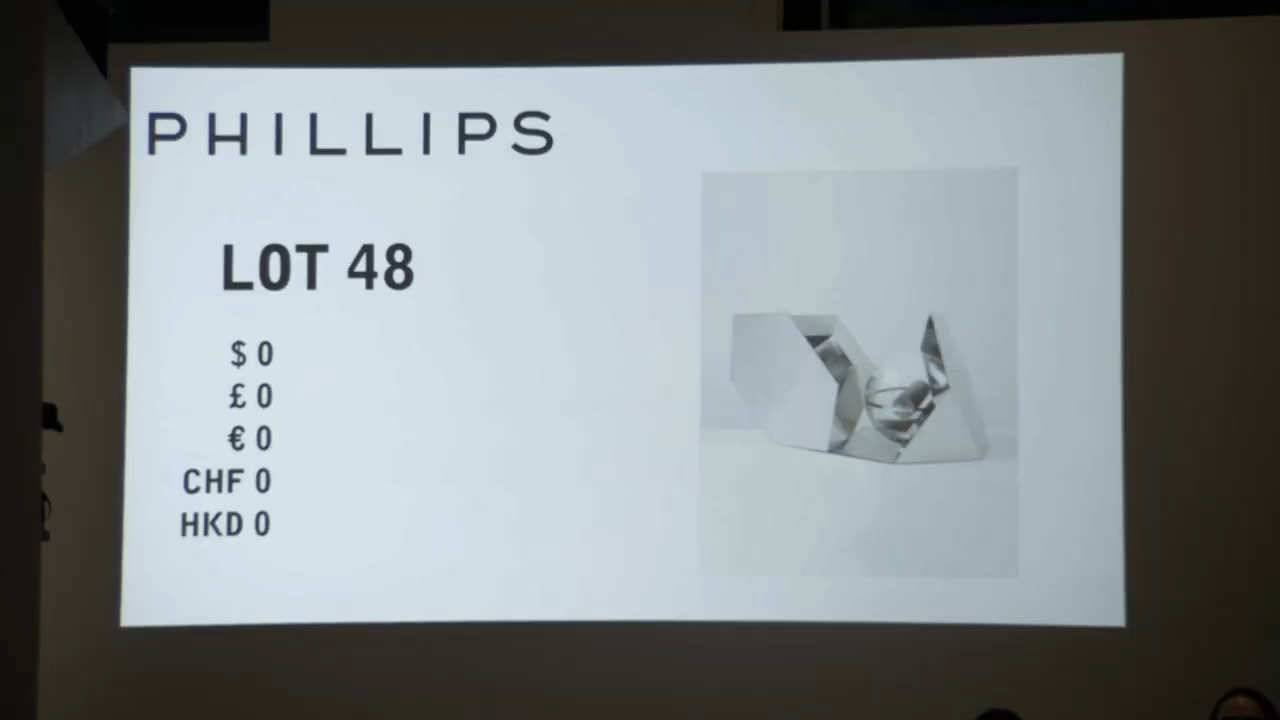 PHILLIPS
LOT 48
$ 0
£ 0
€ 0
CHF 0
HKD 0